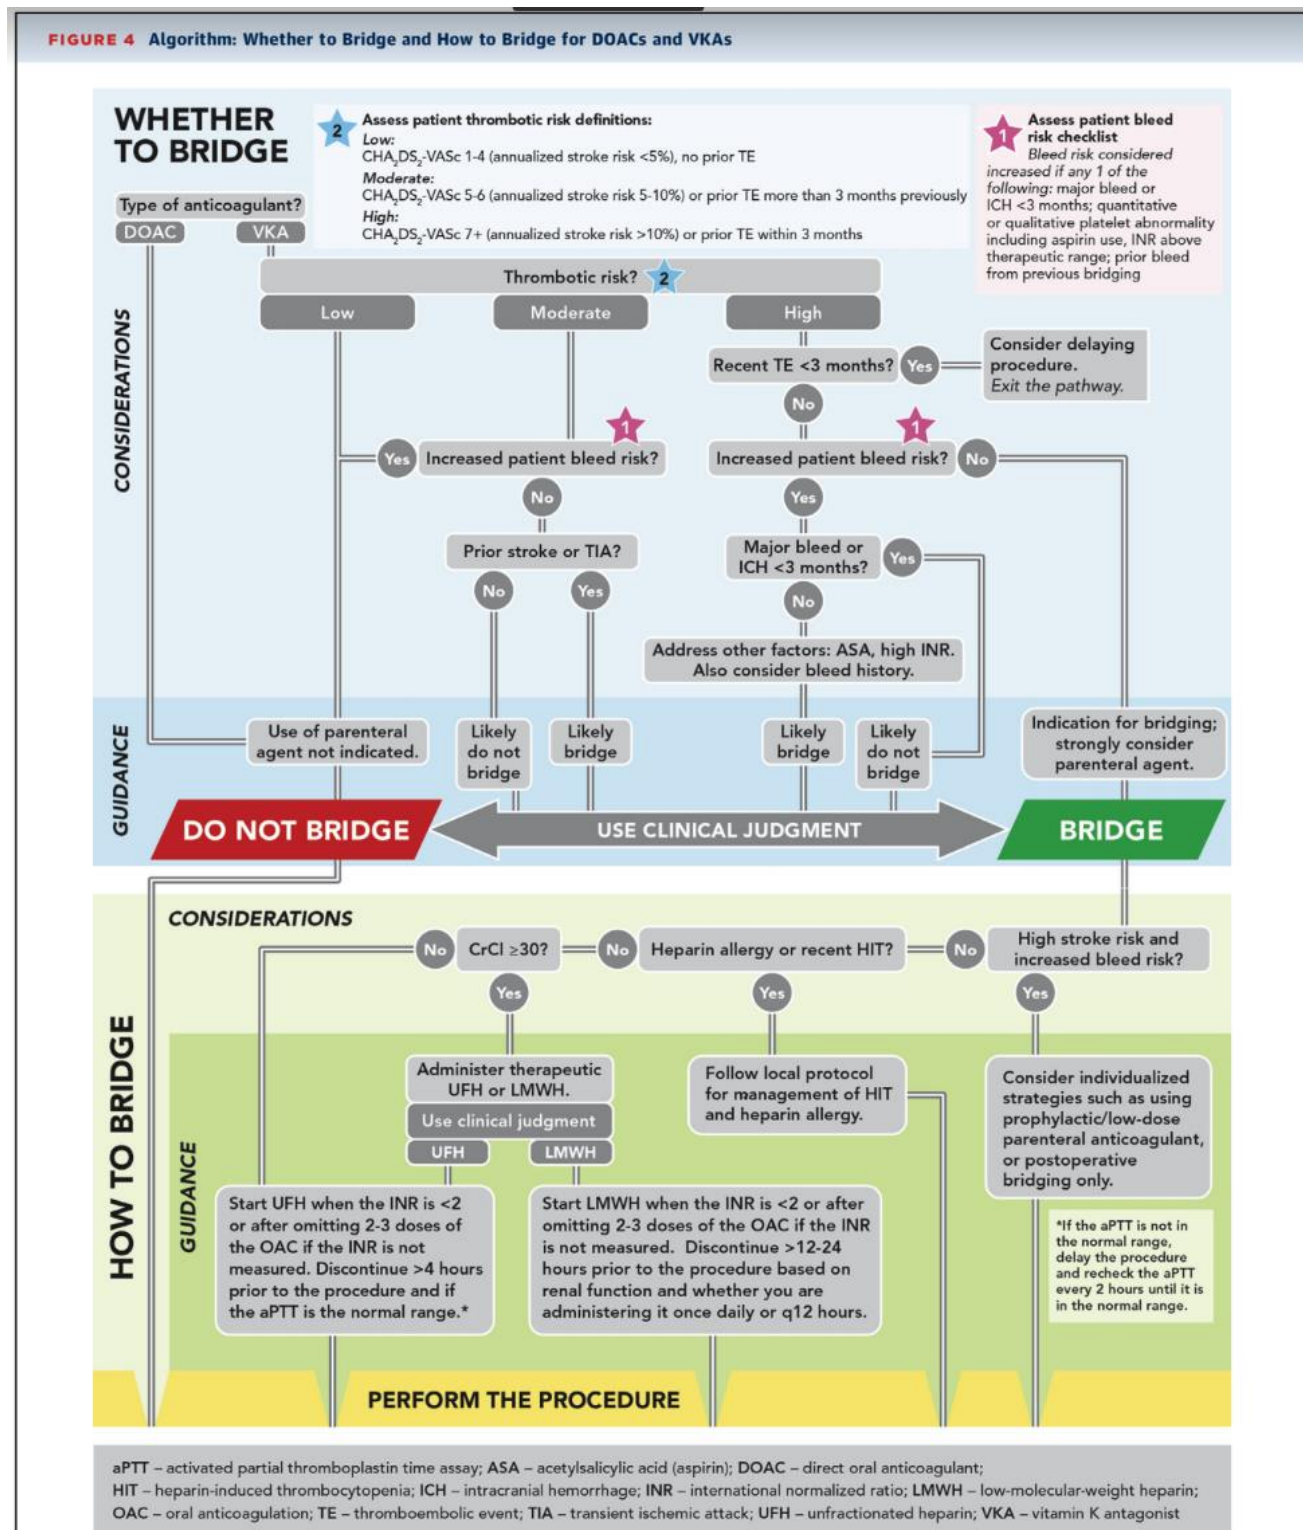 FIGURE 4 Algorithm: Whether to Bridge and How to Bridge for DOACs and VKAs
WHETHER
TO BRIDGE
2
Assess patient thrombotic risk definitions:
Low:
CHA2DS2-VASc 1-4 (annualized stroke risk <5%), no prior TE
Moderate:
CHA2DS2-VASc 5-6 (annualized stroke risk 5-10%) or prior TE more than 3 months previously
High:
CHA2DS2-VASc 7+ (annualized stroke risk >10%) or prior TE within 3 months
1
Assess patient bleed
risk checklist
Bleed risk considered
increased if any 1 of the
following: major bleed or
ICH <3 months; quantitative
or qualitative platelet abnormality
including aspirin use, INR above
therapeutic range; prior bleed
from previous bridging
Type of anticoagulant?
DOAC
VKA
CONSIDERATIONS
Thrombotic risk? 2
Low
Moderate
High
Recent TE <3 months?
Yes
Consider delaying
procedure.
Exit the pathway.
No
1
1
Yes
Increased patient bleed risk?
Increased patient bleed risk?
No
No
Yes
Prior stroke or TIA?
Major bleed or
ICH <3 months?
Yes
No
Yes
No
Address other factors: ASA, high INR.
Also consider bleed history.
GUIDANCE
Use of parenteral
agent not indicated.
Likely
do not
bridge
Likely
bridge
Likely
bridge
Likely
do not
bridge
Indication for bridging;
strongly consider
parenteral agent.
DO NOT BRIDGE
USE CLINICAL JUDGMENT
BRIDGE
HOW TO BRIDGE
CONSIDERATIONS
No
CrCl ≥30?
No
Heparin allergy or recent HIT?
No
High stroke risk and
increased bleed risk?
Yes
Yes
Yes
GUIDANCE
Administer therapeutic
UFH or LMWH.
Use clinical judgment
UFH
LMWH
Follow local protocol
for management of HIT
and heparin allergy.
Consider individualized
strategies such as using
prophylactic/low-dose
parenteral anticoagulant,
or postoperative
bridging only.
Start UFH when the INR is <2
or after omitting 2-3 doses of
the OAC if the INR is not
measured. Discontinue >4 hours
prior to the procedure and if
the aPTT is the normal range.*
Start LMWH when the INR is <2 or after
omitting 2-3 doses of the OAC if the INR
is not measured. Discontinue >12-24
hours prior to the procedure based on
renal function and whether you are
administering it once daily or q12 hours.
*If the aPTT is not in
the normal range,
delay the procedure
and recheck the aPTT
every 2 hours until it is
in the normal range.
PERFORM THE PROCEDURE
aPTT – activated partial thromboplastin time assay; ASA – acetylsalicylic acid (aspirin); DOAC – direct oral anticoagulant;
HIT – heparin-induced thrombocytopenia; ICH – intracranial hemorrhage; INR – international normalized ratio; LMWH – low-molecular-weight heparin;
OAC – oral anticoagulation; TE – thromboembolic event; TIA – transient ischemic attack; UFH – unfractionated heparin; VKA – vitamin K antagonist